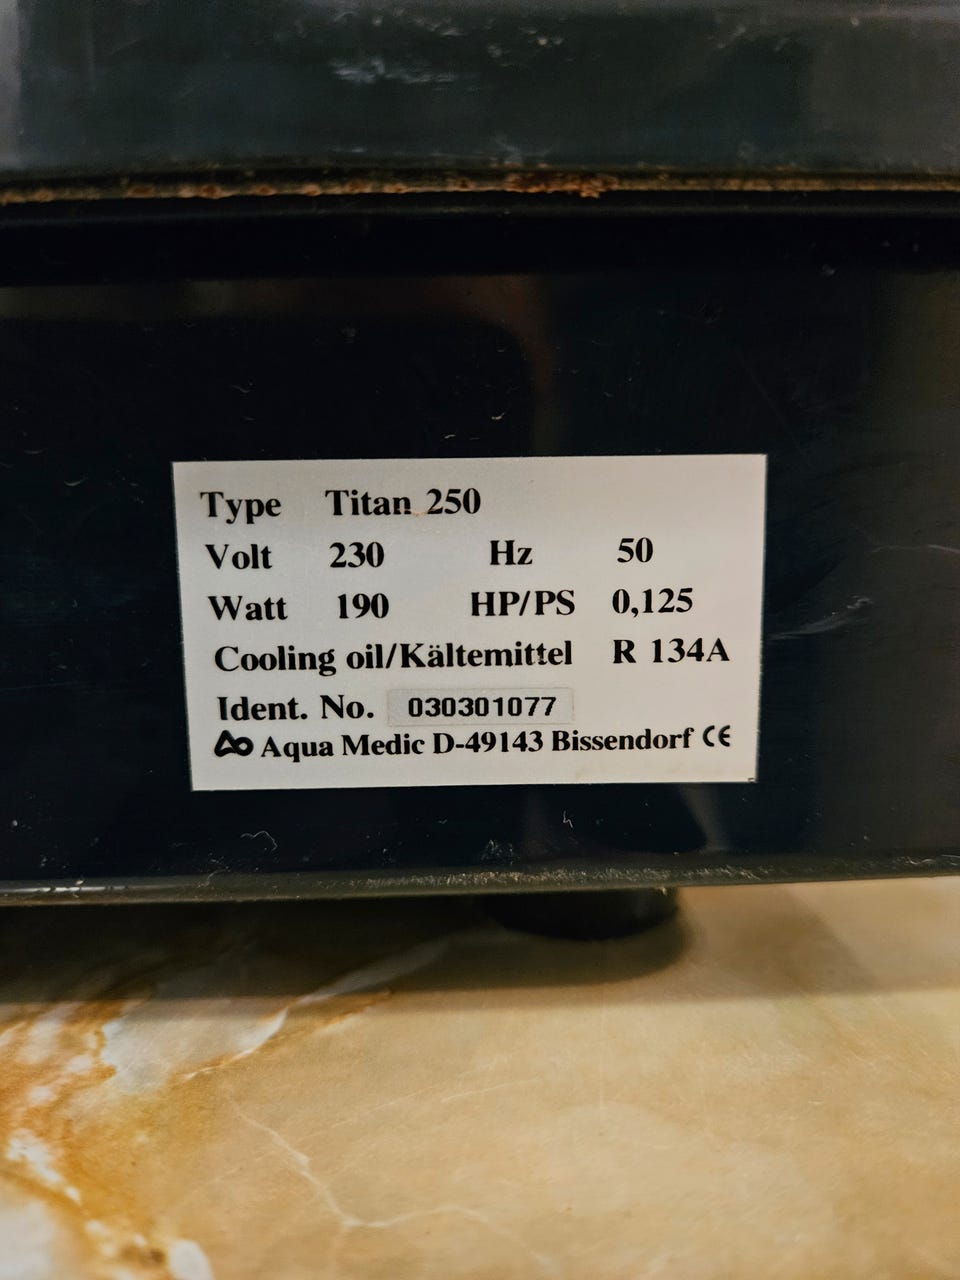 Type Titan 250
Volt 230 Hz 50
Watt 190 HP/PS 0,125
Cooling oil/Kältemittel R 134A
Ident. No. 030301077
Aqua Medic D-49143 Bissendorf CE